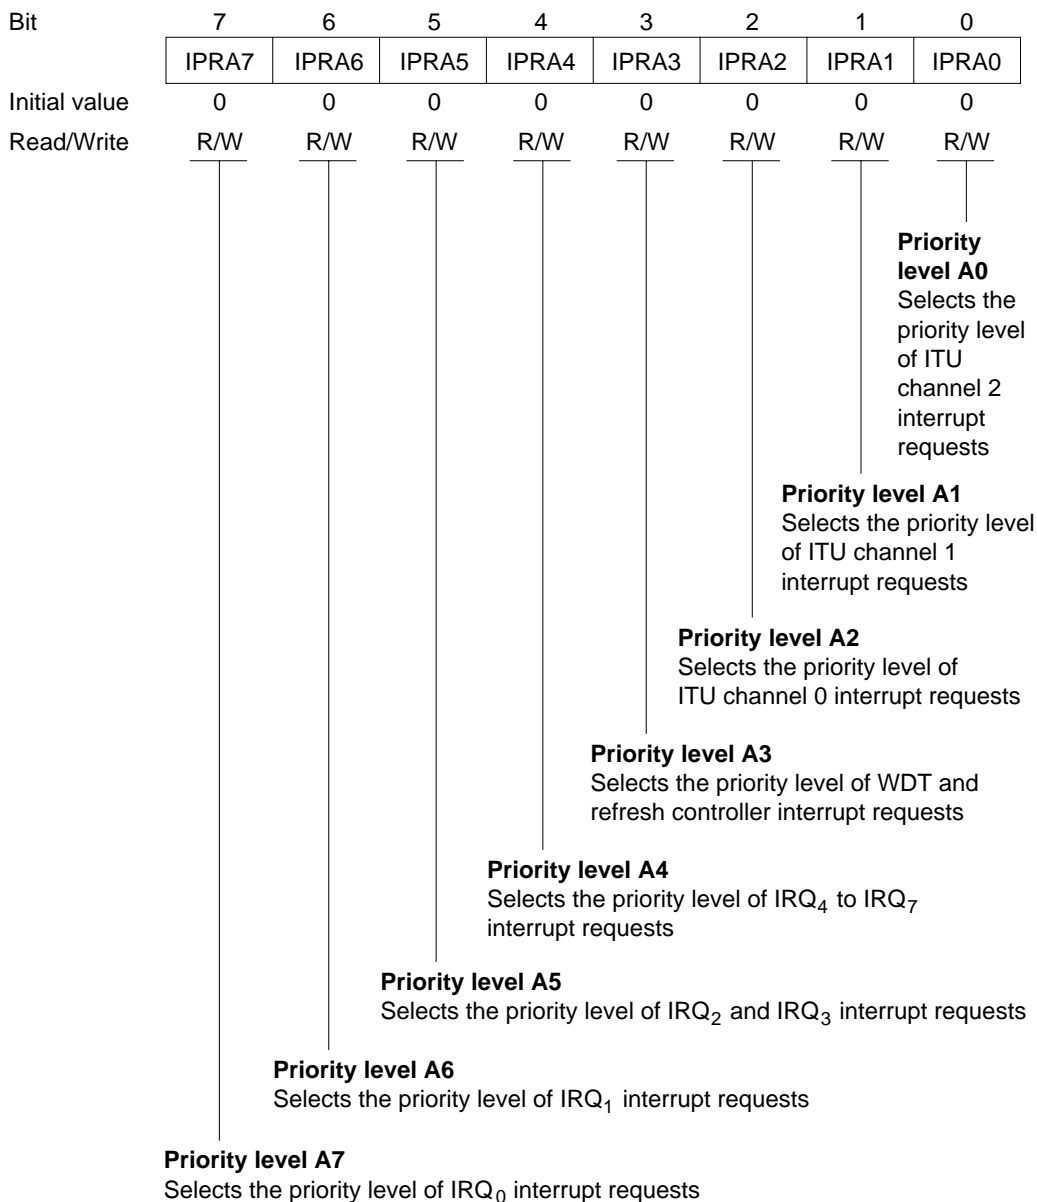 Bit 7 6 5 4 3 2 1 0
IPRA7 IPRA6 IPRA5 IPRA4 IPRA3 IPRA2 IPRA1 IPRA0
Initial value 0 0 0 0 0 0 0 0
Read/Write R/W R/W R/W R/W R/W R/W R/W R/W
Priority
level A0
Selects the
priority level
of ITU
channel 2
interrupt
requests
Priority level A1
Selects the priority level
of ITU channel 1
interrupt requests
Priority level A2
Selects the priority level of
ITU channel 0 interrupt requests
Priority level A3
Selects the priority level of WDT and
refresh controller interrupt requests
Priority level A4
Selects the priority level of IRQ₄ to IRQ₇
interrupt requests
Priority level A5
Selects the priority level of IRQ₂ and IRQ₃ interrupt requests
Priority level A6
Selects the priority level of IRQ₁ interrupt requests
Priority level A7
Selects the priority level of IRQ₀ interrupt requests